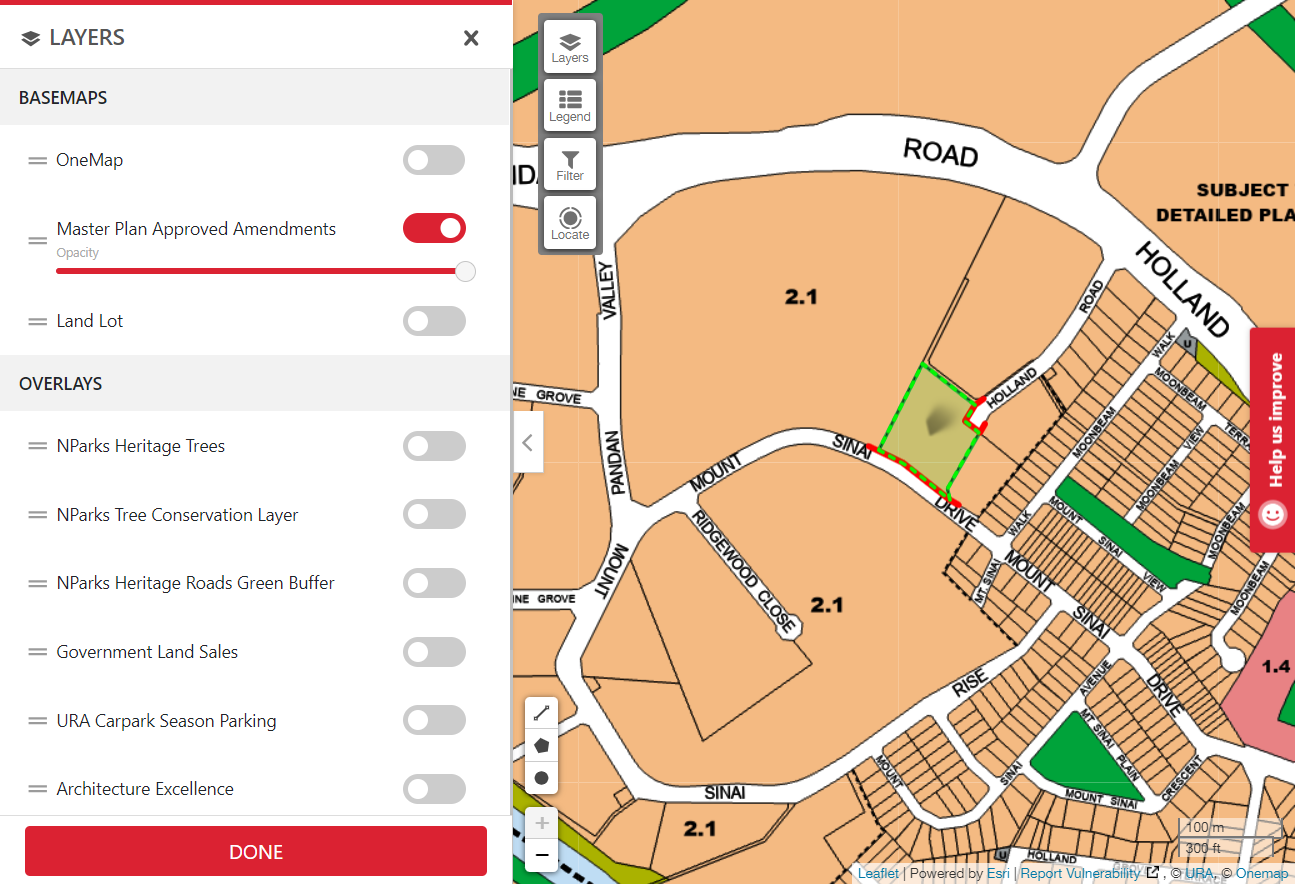 LAYERS
BASEMAPS
OneMap
Master Plan Approved Amendments
Opacity
Land Lot
OVERLAYS
NParks Heritage Trees
NParks Tree Conservation Layer
NParks Heritage Roads Green Buffer
Government Land Sales
URA Carpark Season Parking
Architecture Excellence
DONE
Layers
Legend
Filter
Locate
ROAD
SUBJECT
DETAILED PLA
HOLLAND
VALLEY
2.1
ROAD
WALK
U
MOONBEAM
HOLLAND
GROVE
SINAI
MOUNT
PANDAN
MOONBEAM
VIEW
TERRA
Help us improve
MOONBEAM
DRIVE
WALK
MOUNT
SINAI
VIEW
MOONBEAM
RIDGEWOOD CLOSE
MOUNT
MT. SINAI
MOUNT
SINAI
MOONBEAM
NE GROVE
2.1
1.4
RISE
AVENUE
DRIVE
MT SINAI PLAIN
MOUNT
SINAI
CRESCENT
SINAI
MOUNT SINAI
2.1
100 m
300 ft
U
HOLLAND
+
−
Leaflet | Powered by Esri | Report Vulnerability , © URA, © Onemap